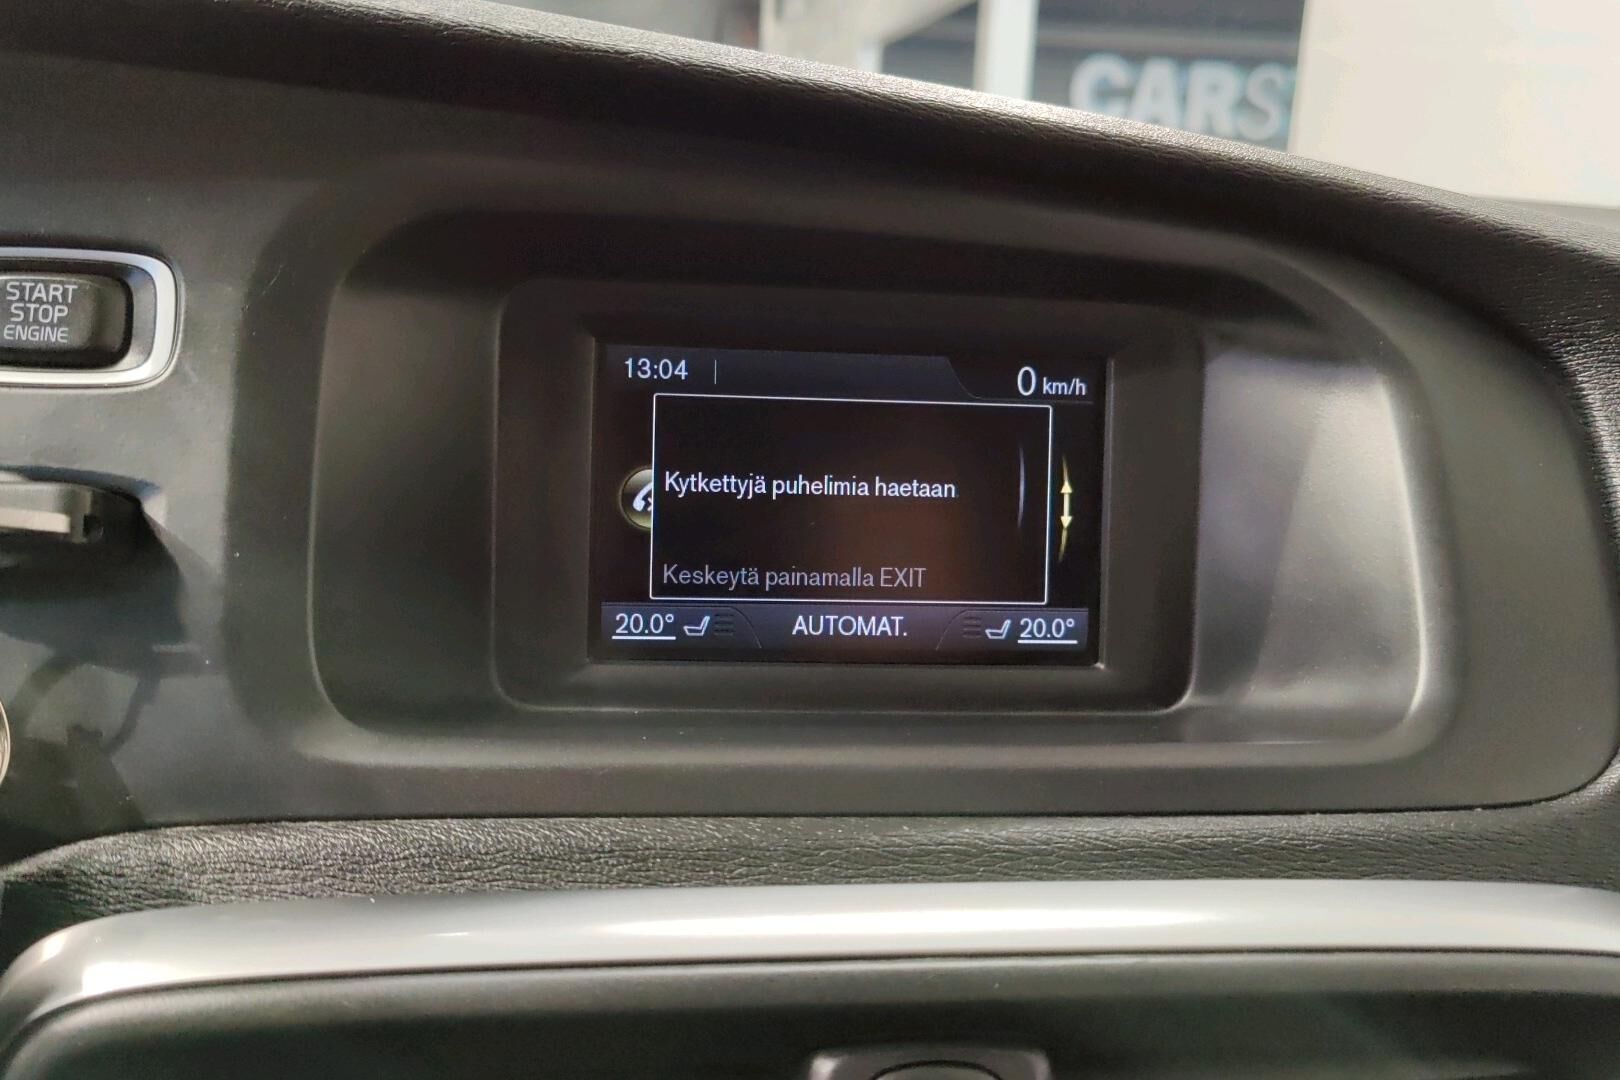 CARS
START
STOP
ENGINE
13:04
0 km/h
Kytkettyjä puhelimia haetaan
Keskeytä painamalla EXIT
20.0° AUTOMAT. 20.0°